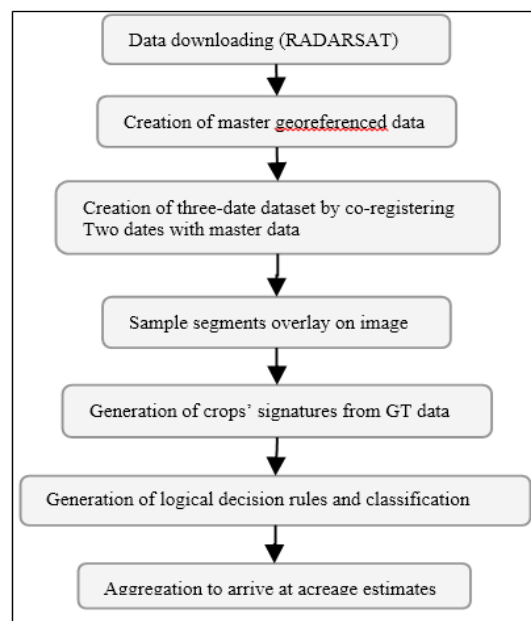 Data downloading (RADARSAT)
Creation of master georeferenced data
Creation of three-date dataset by co-registering
Two dates with master data
Sample segments overlay on image
Generation of crops’ signatures from GT data
Generation of logical decision rules and classification
Aggregation to arrive at acreage estimates